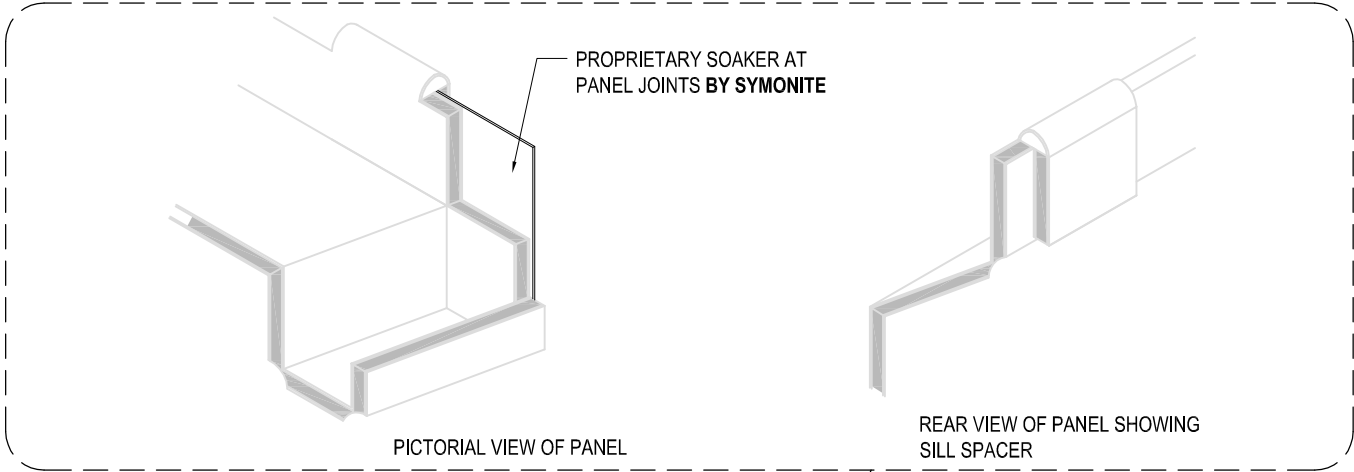 PROPRIETARY SOAKER AT
PANEL JOINTS BY SYMONITE
PICTORIAL VIEW OF PANEL
REAR VIEW OF PANEL SHOWING
SILL SPACER